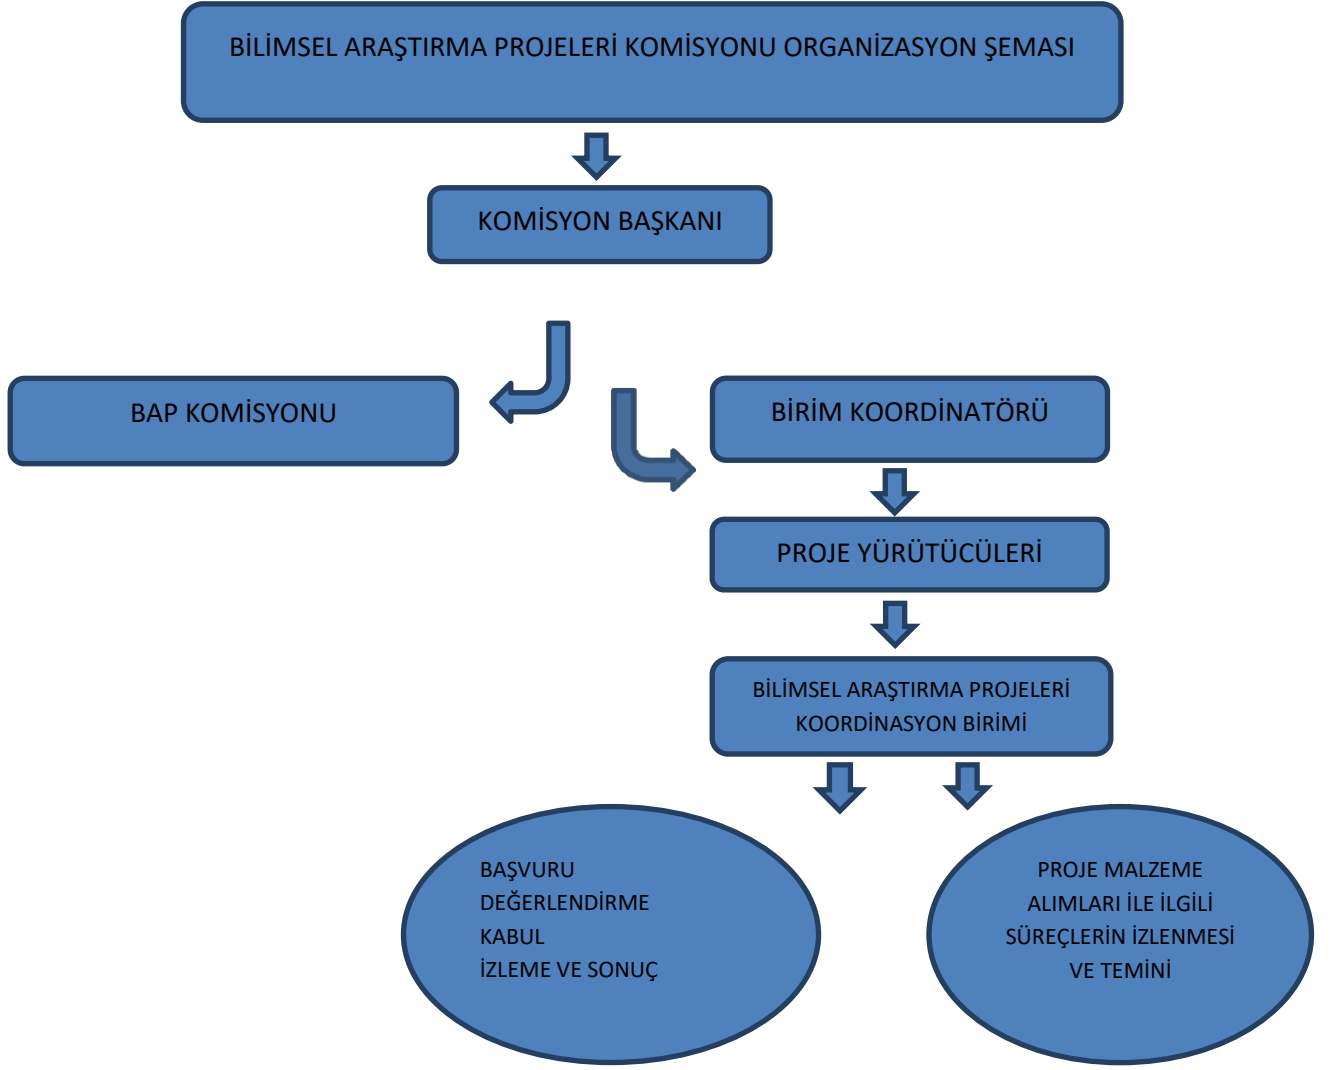 BİLİMSEL ARAŞTIRMA PROJELERİ KOMİSYONU ORGANİZASYON ŞEMASI
KOMİSYON BAŞKANI
BAP KOMİSYONU
BİRİM KOORDİNATÖRÜ
PROJE YÜRÜTÜCÜLERİ
BİLİMSEL ARAŞTIRMA PROJELERİ
KOORDİNASYON BİRİMİ
BAŞVURU
DEĞERLENDİRME
KABUL
İZLEME VE SONUÇ
PROJE MALZEME
ALIMLARI İLE İLGİLİ
SÜREÇLERİN İZLENMESİ
VE TEMİNİ